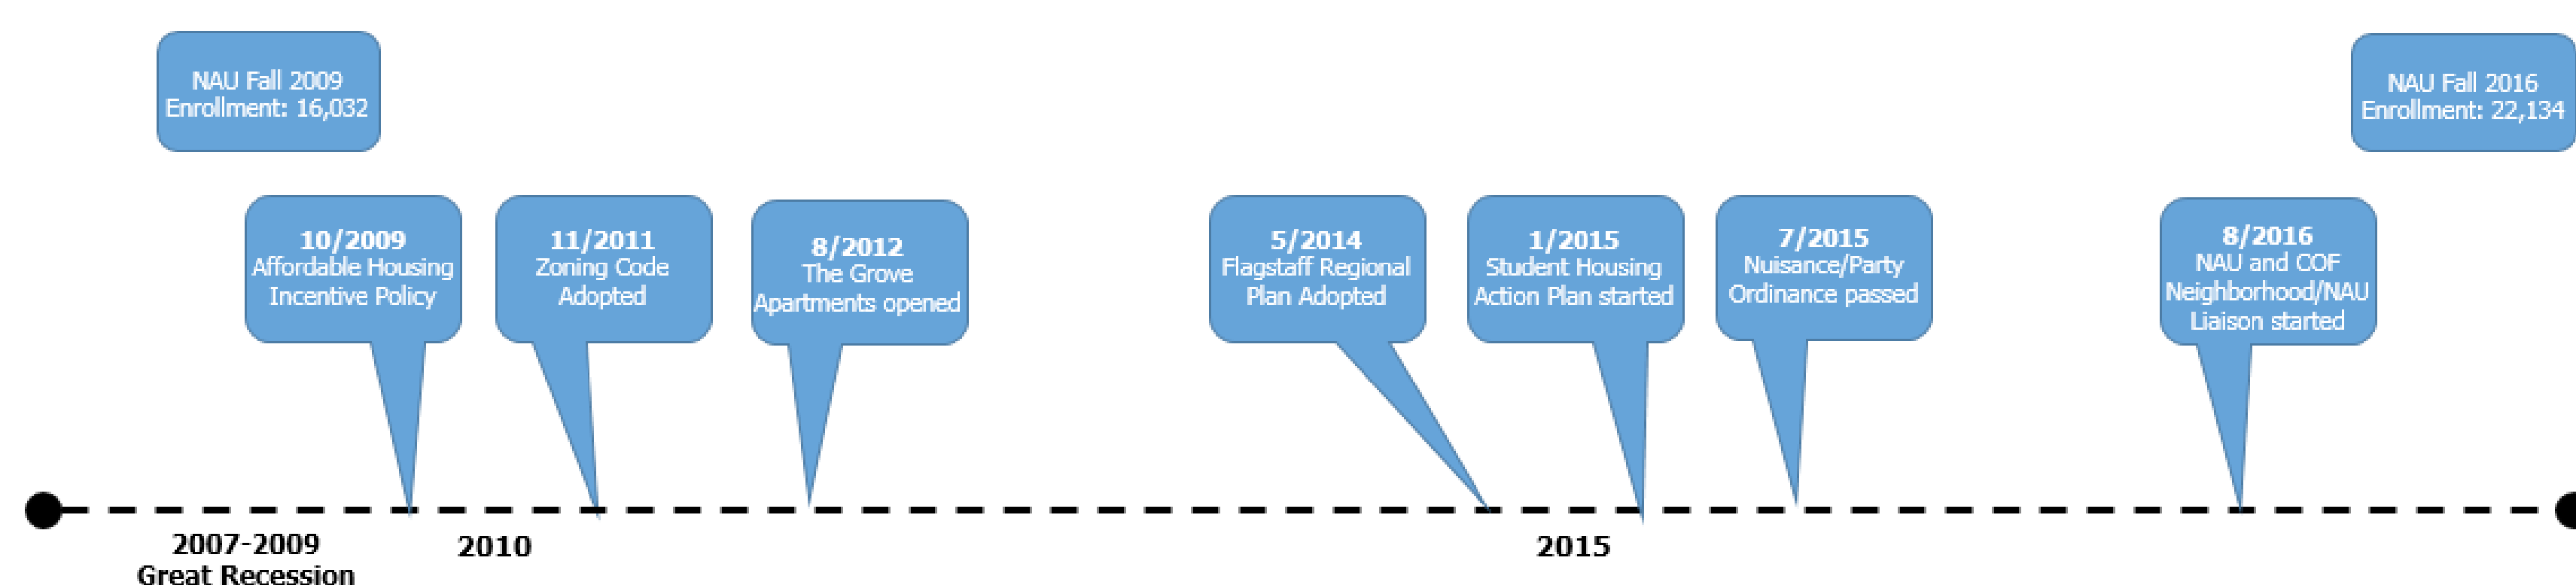 NAU Fall 2009
Enrollment: 16,032
NAU Fall 2016
Enrollment: 22,134
10/2009
Affordable Housing
Incentive Policy
11/2011
Zoning Code
Adopted
8/2012
The Grove
Apartments opened
5/2014
Flagstaff Regional
Plan Adopted
1/2015
Student Housing
Action Plan started
7/2015
Nuisance/Party
Ordinance passed
8/2016
NAU and COF
Neighborhood/NAU
Liaison started
2007-2009
Great Recession
2010
2015